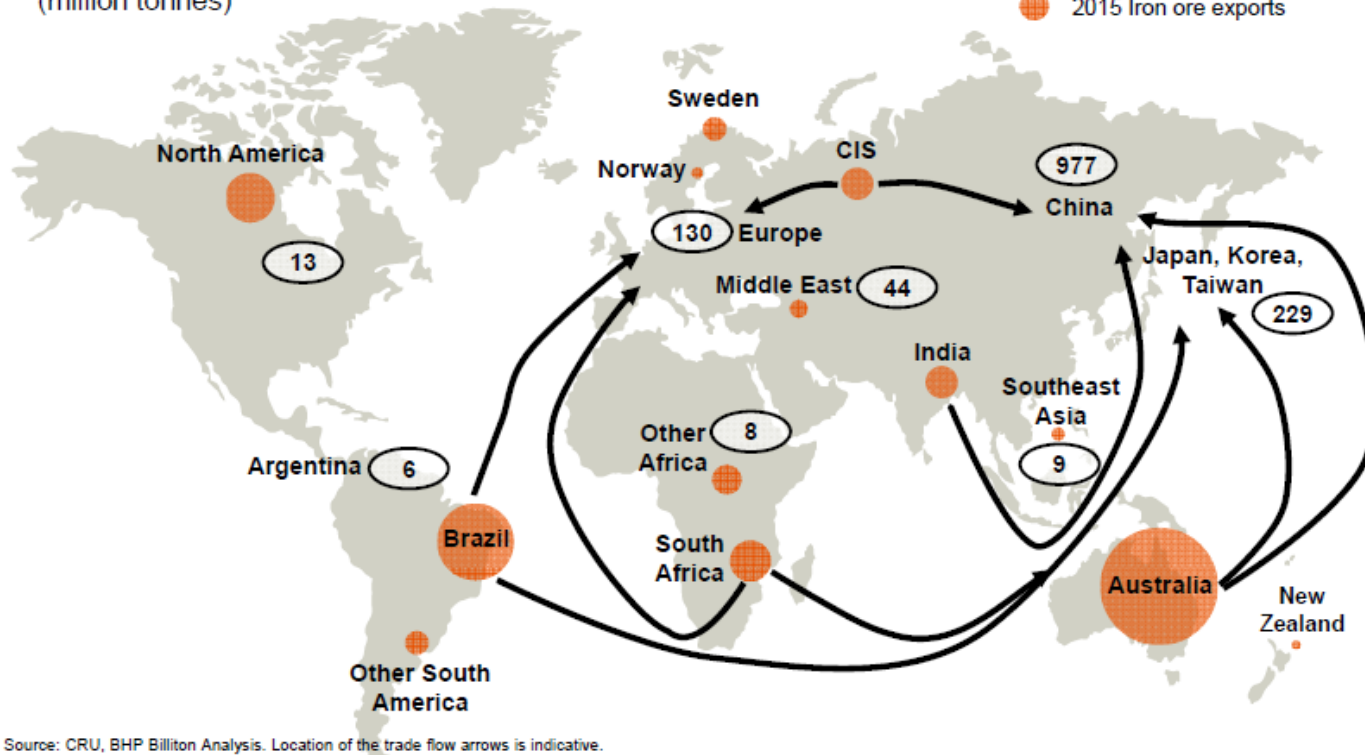 (million tonnes)
2015 Iron ore exports
Sweden
North America
CIS
977
Norway
China
130 Europe
13
Japan, Korea,
Taiwan
Middle East 44
229
India
Southeast
Asia
Other 8
Africa
9
Argentina 6
Brazil
South
Africa
Australia
New
Zealand
Other South
America
Source: CRU, BHP Billiton Analysis. Location of the trade flow arrows is indicative.